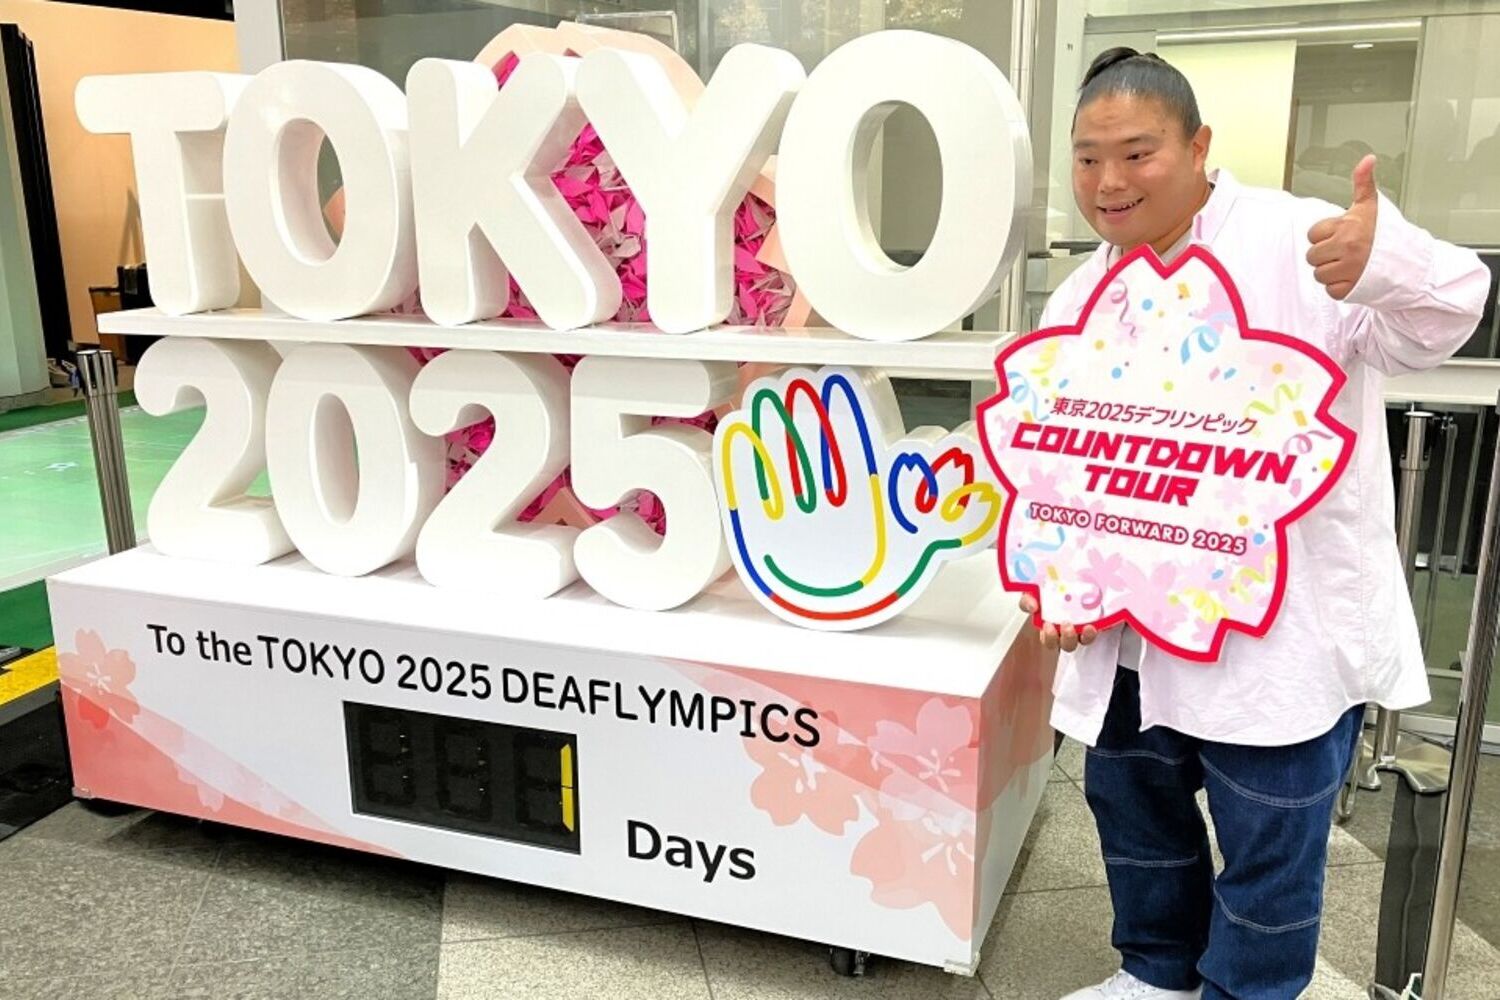 TOKYO
2025
To the TOKYO 2025 DEAFLYMPICS
1
Days
東京2025デフリンピック
COUNTDOWN
TOUR
TOKYO FORWARD 2025